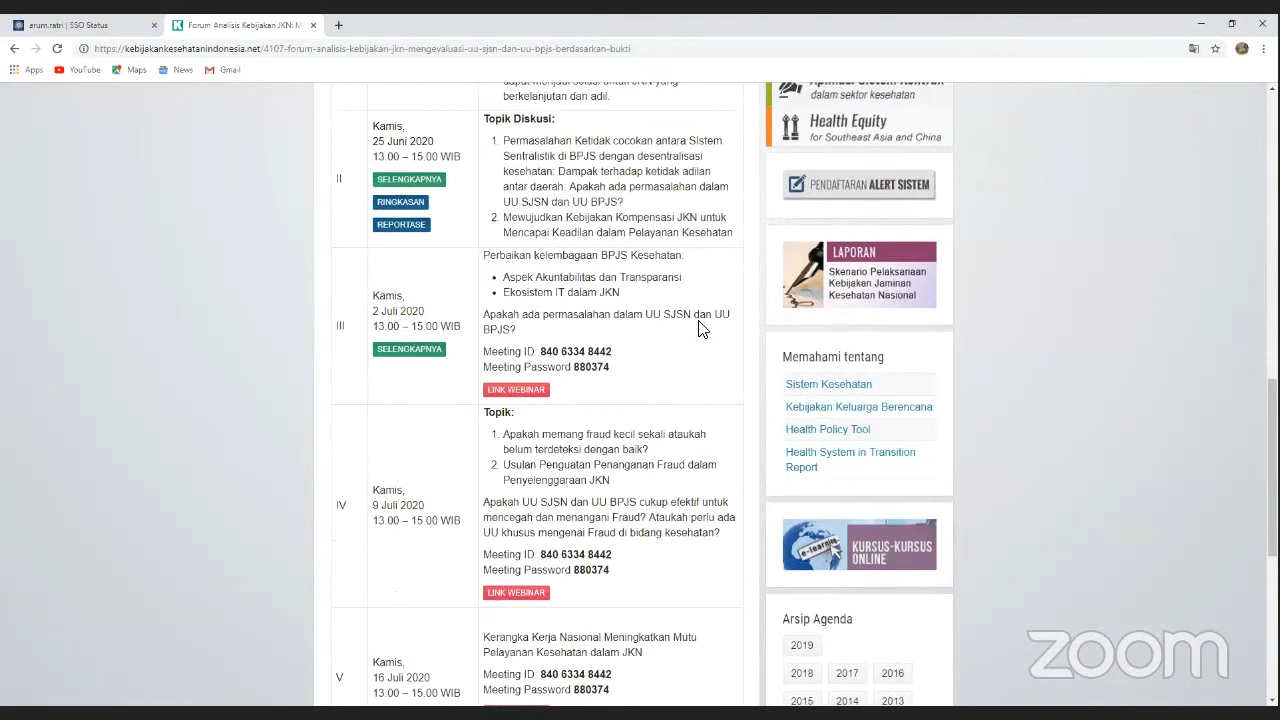 arum.ratri | SSO Status
Forum Analisis Kebijakan JKN: M
https://kebijakankesehatanindonesia.net/4107-forum-analisis-kebijakan-jkn-mengevaluasi-uu-sjsn-dan-uu-bpjs-berdasarkan-bukti
Apps YouTube Maps News Gmail
berkelanjutan dan adil.
II
Kamis,
25 Juni 2020
13.00 – 15.00 WIB
SELENGKAPNYA
RINGKASAN
REPORTASE
Topik Diskusi:
1. Permasalahan Ketidak cocokan antara SIstem
Sentralistik di BPJS dengan desentralisasi
kesehatan: Dampak terhadap ketidak adilan
antar daerah. Apakah ada permasalahan dalam
UU SJSN dan UU BPJS?
2. Mewujudkan Kebijakan Kompensasi JKN untuk
Mencapai Keadilan dalam Pelayanan Kesehatan
III
Kamis,
2 Juli 2020
13.00 – 15.00 WIB
SELENGKAPNYA
Perbaikan kelembagaan BPJS Kesehatan:
• Aspek Akuntabilitas dan Transparansi
• Ekosistem IT dalam JKN
Apakah ada permasalahan dalam UU SJSN dan UU
BPJS?
Meeting ID: 840 6334 8442
Meeting Password 880374
LINK WEBINAR
IV
Kamis,
9 Juli 2020
13.00 – 15.00 WIB
Topik:
1. Apakah memang fraud kecil sekali ataukah
belum terdeteksi dengan baik?
2. Usulan Penguatan Penanganan Fraud dalam
Penyelenggaraan JKN
Apakah UU SJSN dan UU BPJS cukup efektif untuk
mencegah dan menangani Fraud? Ataukah perlu ada
UU khusus mengenai Fraud di bidang kesehatan?
Meeting ID: 840 6334 8442
Meeting Password 880374
LINK WEBINAR
V
Kamis,
16 Juli 2020
13.00 – 15.00 WIB
Kerangka Kerja Nasional Meningkatkan Mutu
Pelayanan Kesehatan dalam JKN
Meeting ID: 840 6334 8442
Meeting Password 880374
dalam sektor kesehatan
Health Equity
for Southeast Asia and China
PENDAFTARAN ALERT SISTEM
LAPORAN
Skenario Pelaksanaan
Kebijakan Jaminan
Kesehatan Nasional
Memahami tentang
Sistem Kesehatan
Kebijakan Keluarga Berencana
Health Policy Tool
Health System in Transition
Report
e-learning
KURSUS-KURSUS
ONLINE
Arsip Agenda
2019
2018 2017 2016
2015 2014 2013
zoom